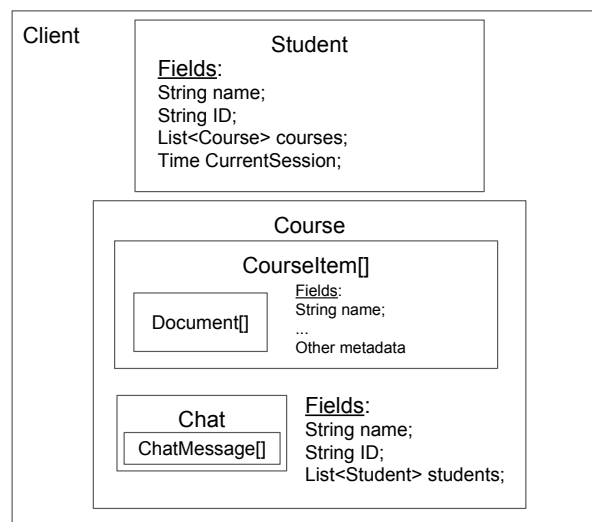 Client
Student
Fields:
String name;
String ID;
List<Course> courses;
Time CurrentSession;
Course
CourseItem[]
Document[]
Fields:
String name;
...
Other metadata
Chat
ChatMessage[]
Fields:
String name;
String ID;
List<Student> students;